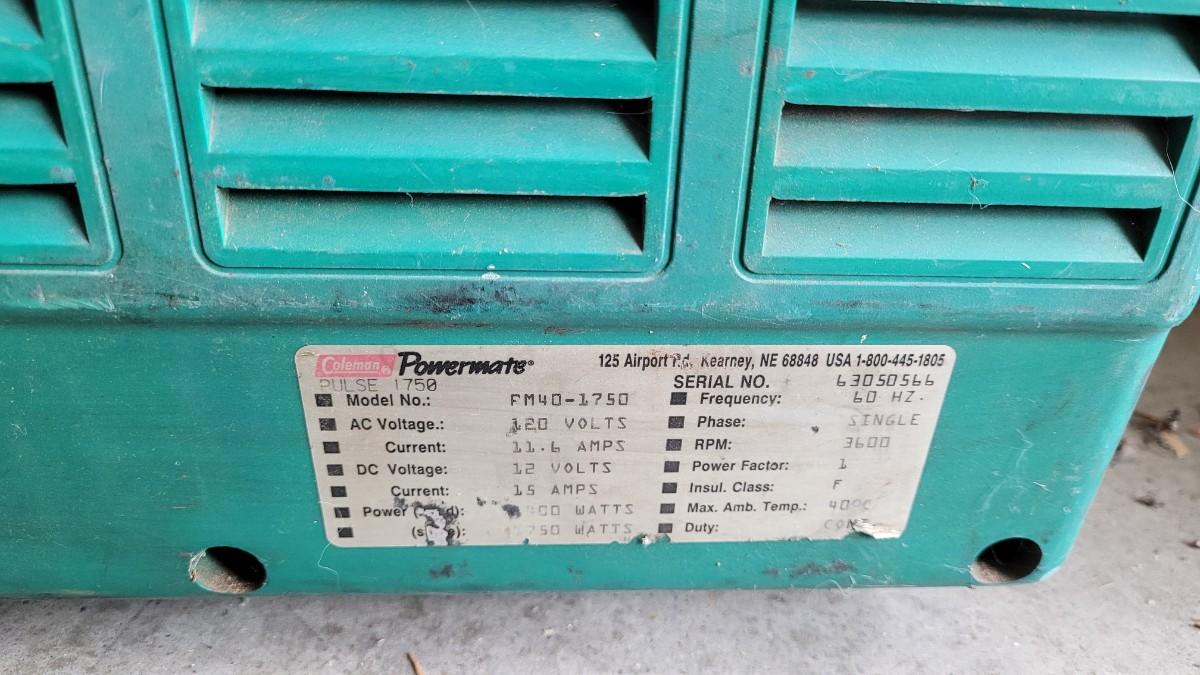 Coleman® Powermate® 125 Airport Rd, Kearney, NE 68848 USA 1-800-445-1805
PULSE 1750 SERIAL NO. 63050566
Model No.: PM40-1750 Frequency: 60 HZ.
AC Voltage.: 120 VOLTS Phase: SINGLE
Current: 11.6 AMPS RPM: 3600
DC Voltage: 12 VOLTS Power Factor: 1
Current: 15 AMPS Insul. Class: F
Power WATTS Max. Amb. Temp.: 40°C
WATTS Duty: